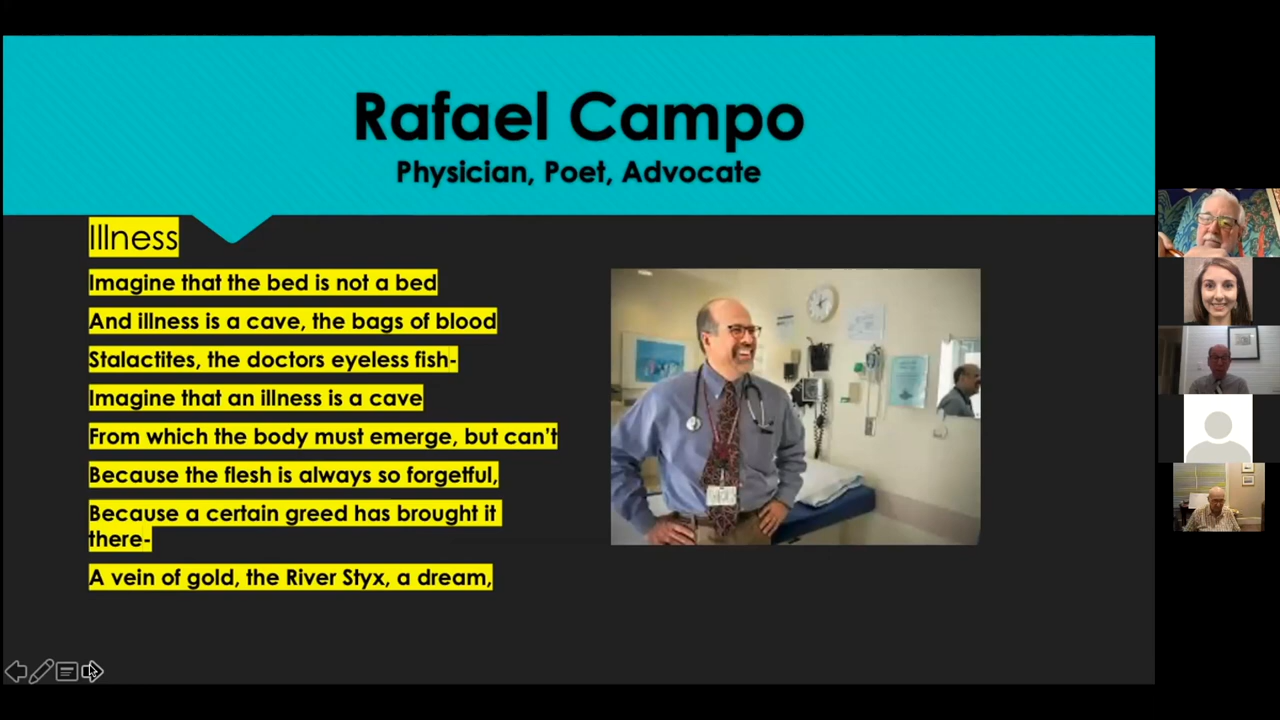 Rafael Campo
Physician, Poet, Advocate
Illness
Imagine that the bed is not a bed
And illness is a cave, the bags of blood
Stalactites, the doctors eyeless fish-
Imagine that an illness is a cave
From which the body must emerge, but can't
Because the flesh is always so forgetful,
Because a certain greed has brought it
there-
A vein of gold, the River Styx, a dream,